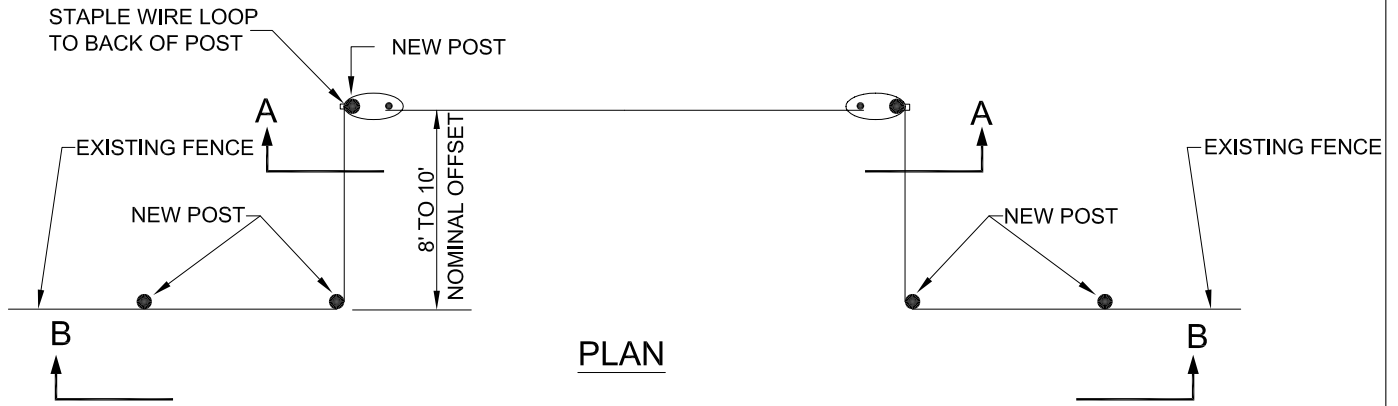 STAPLE WIRE LOOP
TO BACK OF POST
NEW POST
A
A
EXISTING FENCE
EXISTING FENCE
8' TO 10'
NOMINAL OFFSET
NEW POST
NEW POST
B
B
PLAN